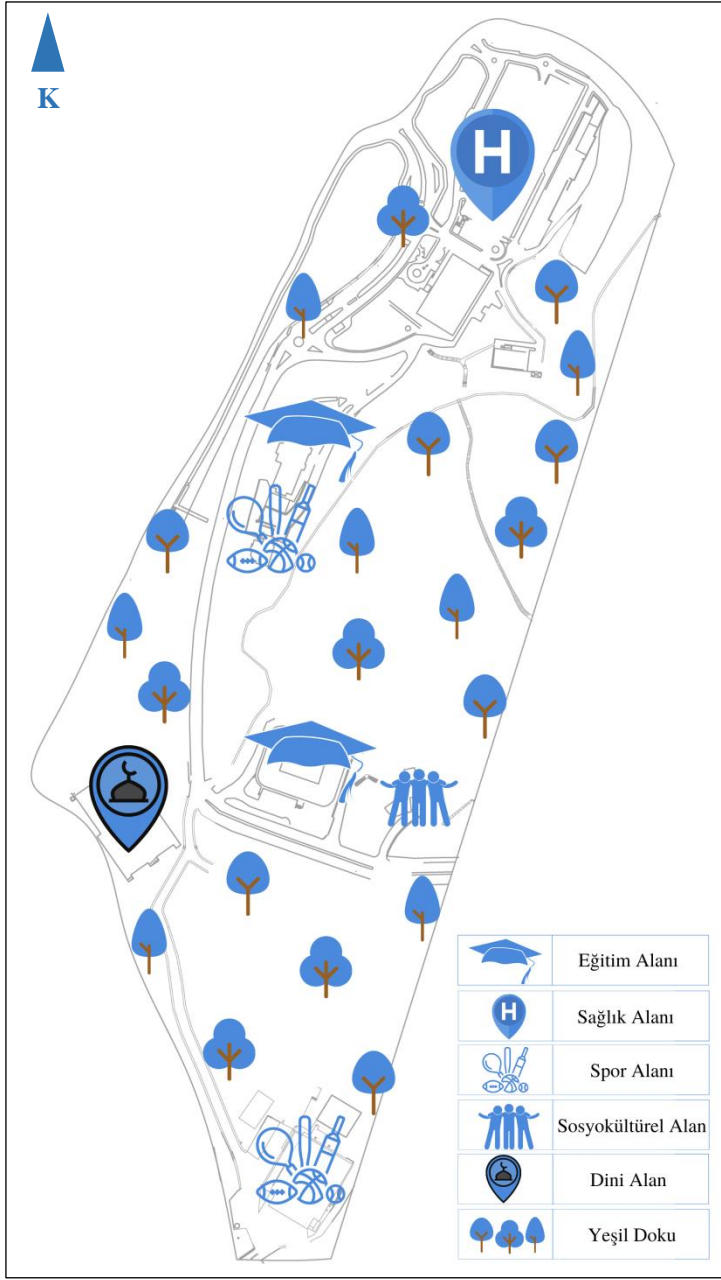 K
H
Eğitim Alanı
H
Sağlık Alanı
Spor Alanı
Sosyokültürel Alan
Dini Alan
Yeşil Doku